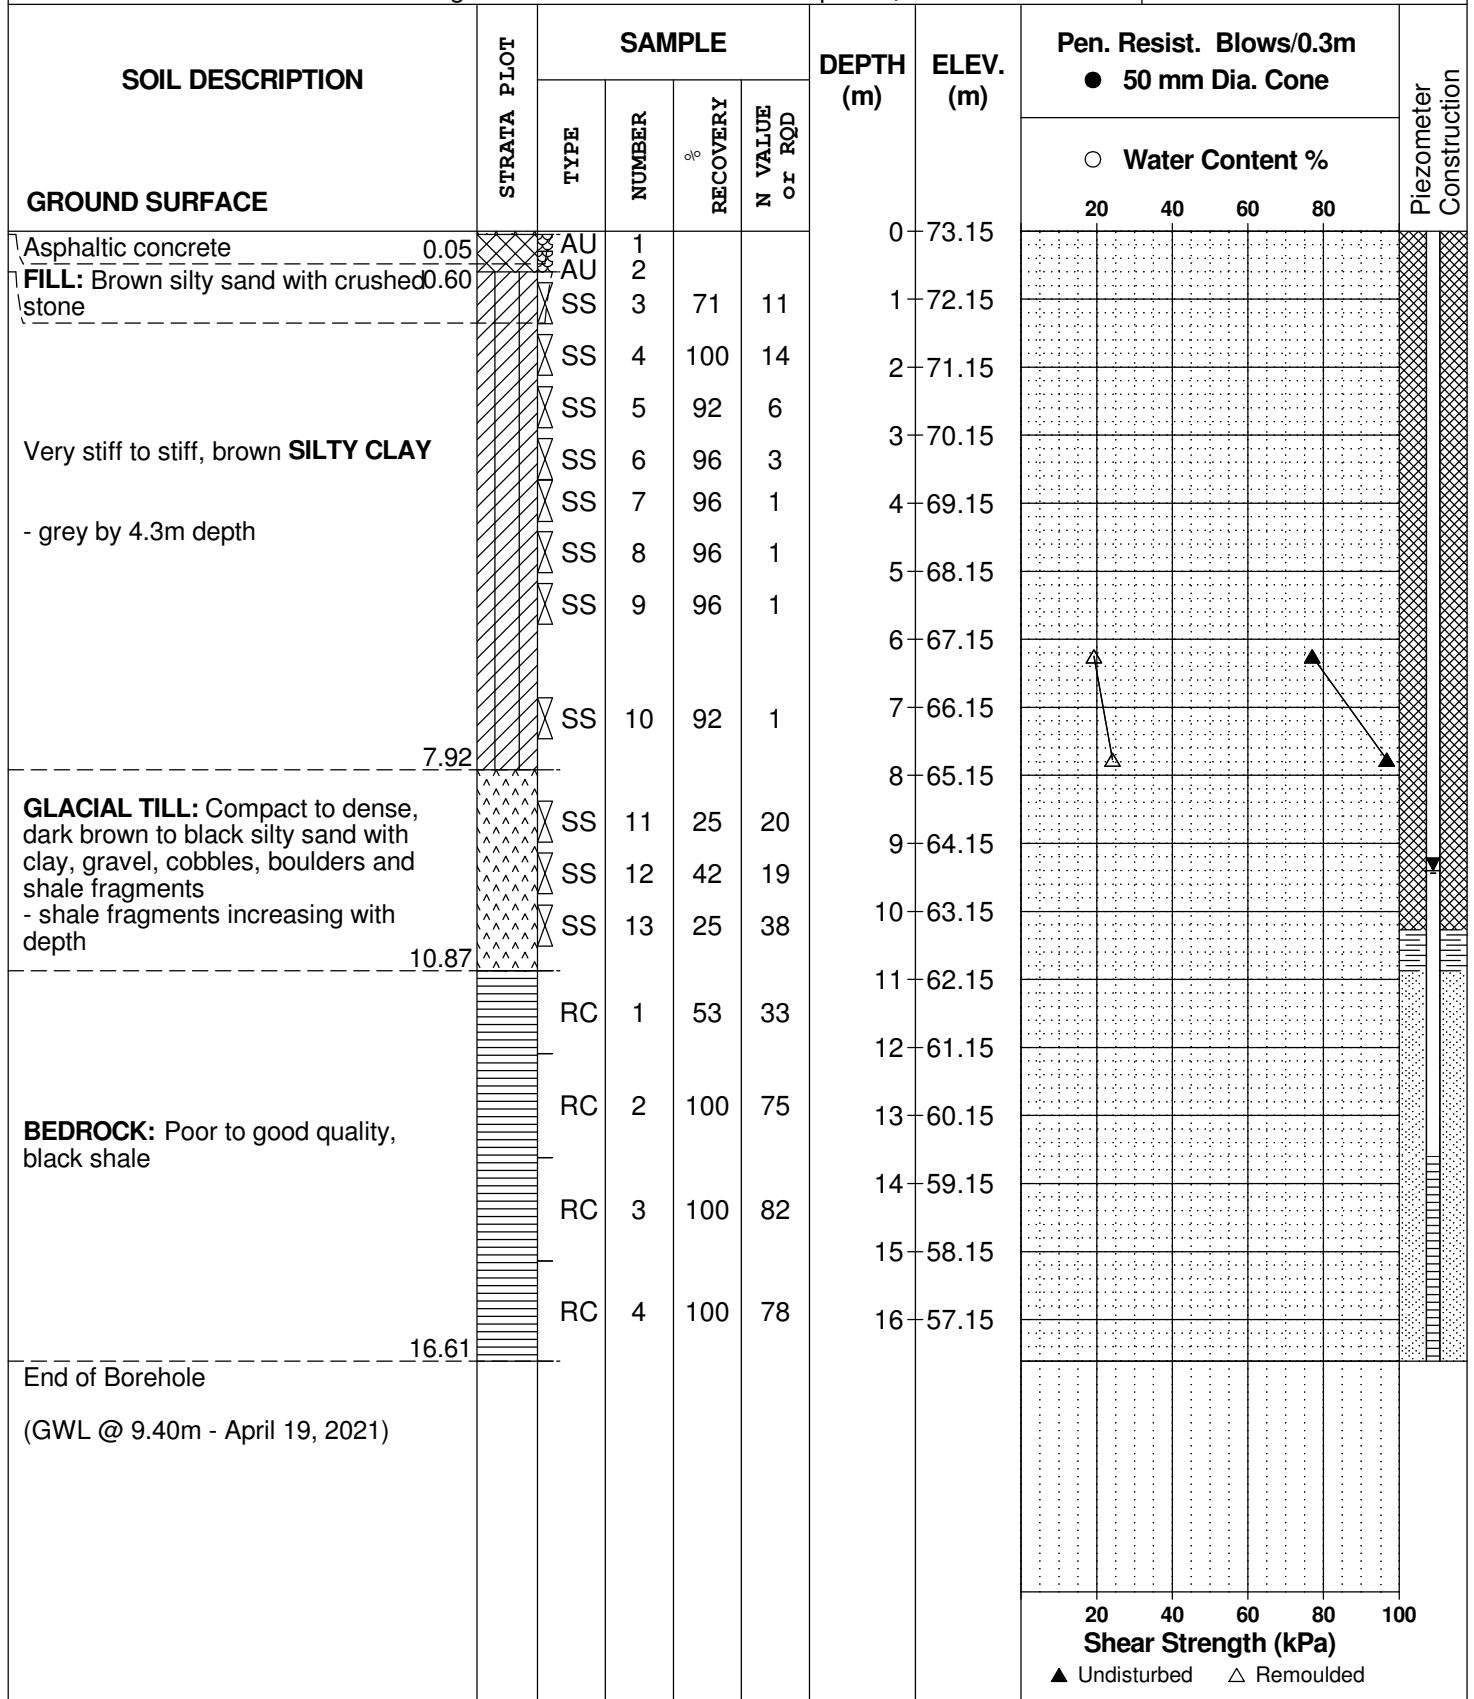 SOIL DESCRIPTION
GROUND SURFACE
STRATA PLOT
SAMPLE
TYPE
NUMBER
% RECOVERY
N VALUE or RQD
DEPTH (m)
ELEV. (m)
Pen. Resist. Blows/0.3m
● 50 mm Dia. Cone
○ Water Content %
20 40 60 80
Piezometer Construction
Asphaltic concrete 0.05
FILL: Brown silty sand with crushed 0.60
stone
Very stiff to stiff, brown SILTY CLAY
- grey by 4.3m depth
7.92
GLACIAL TILL: Compact to dense,
dark brown to black silty sand with
clay, gravel, cobbles, boulders and
shale fragments
- shale fragments increasing with
depth
10.87
BEDROCK: Poor to good quality,
black shale
16.61
End of Borehole
(GWL @ 9.40m - April 19, 2021)
AU 1
AU 2
SS 3 71 11
SS 4 100 14
SS 5 92 6
SS 6 96 3
SS 7 96 1
SS 8 96 1
SS 9 96 1
SS 10 92 1
SS 11 25 20
SS 12 42 19
SS 13 25 38
RC 1 53 33
RC 2 100 75
RC 3 100 82
RC 4 100 78
0 73.15
1 72.15
2 71.15
3 70.15
4 69.15
5 68.15
6 67.15
7 66.15
8 65.15
9 64.15
10 63.15
11 62.15
12 61.15
13 60.15
14 59.15
15 58.15
16 57.15
20 40 60 80 100
Shear Strength (kPa)
▲ Undisturbed △ Remoulded